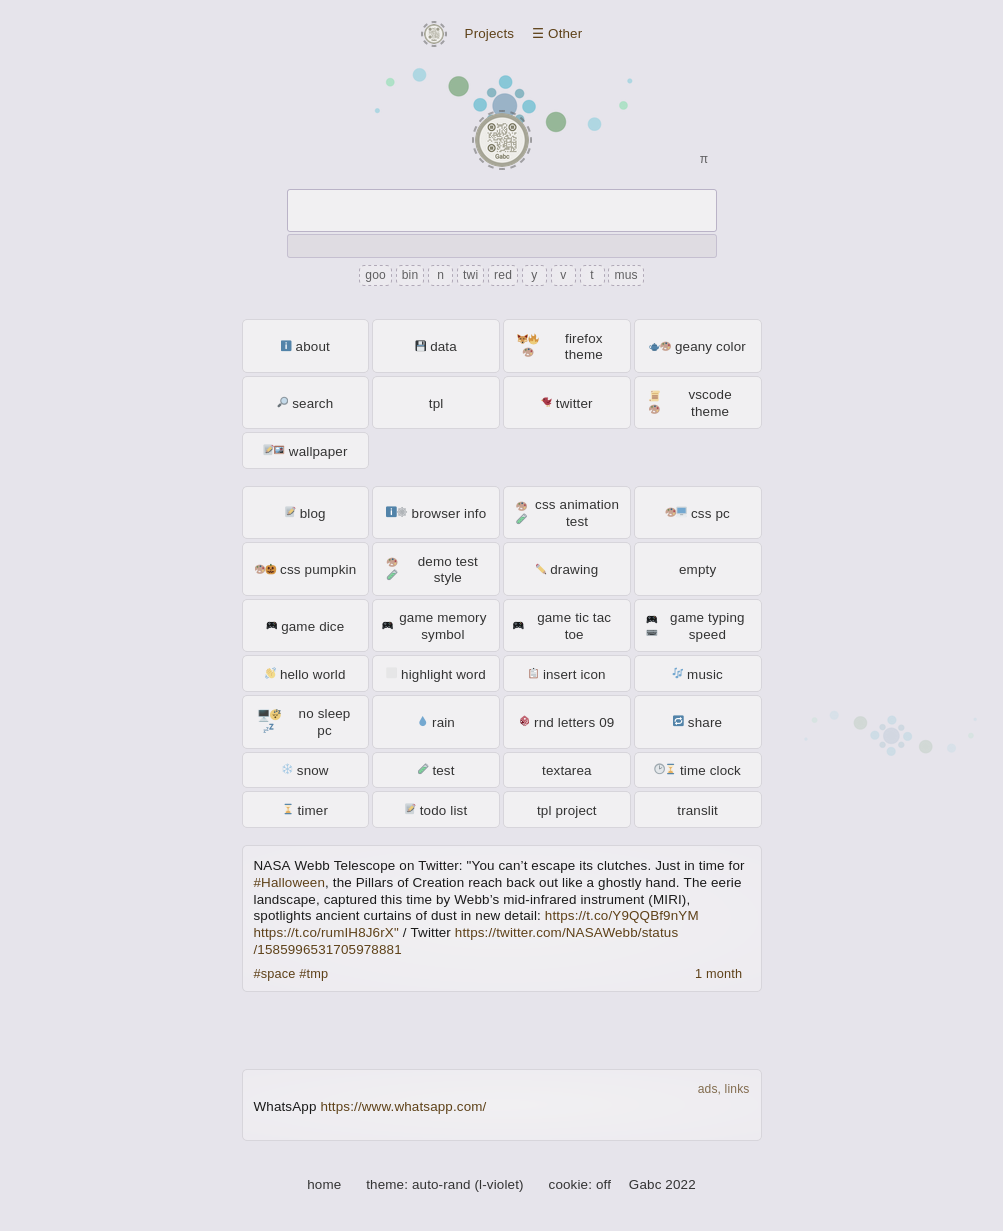 Projects ☰ Other
Gabc
π
goo bin n twi red y v t mus
about data firefox theme geany color
search tpl twitter vscode theme
wallpaper
blog browser info css animation test css pc
css pumpkin demo test style drawing empty
game dice game memory symbol game tic tac toe game typing speed
hello world highlight word insert icon music
no sleep pc rain rnd letters 09 share
snow test textarea time clock
timer todo list tpl project translit
NASA Webb Telescope on Twitter: "You can’t escape its clutches. Just in time for
#Halloween, the Pillars of Creation reach back out like a ghostly hand. The eerie
landscape, captured this time by Webb’s mid-infrared instrument (MIRI),
spotlights ancient curtains of dust in new detail: https://t.co/Y9QQBf9nYM
https://t.co/rumIH8J6rX" / Twitter https://twitter.com/NASAWebb/status
/1585996531705978881
#space #tmp 1 month
ads, links
WhatsApp https://www.whatsapp.com/
home theme: auto-rand (l-violet) cookie: off Gabc 2022